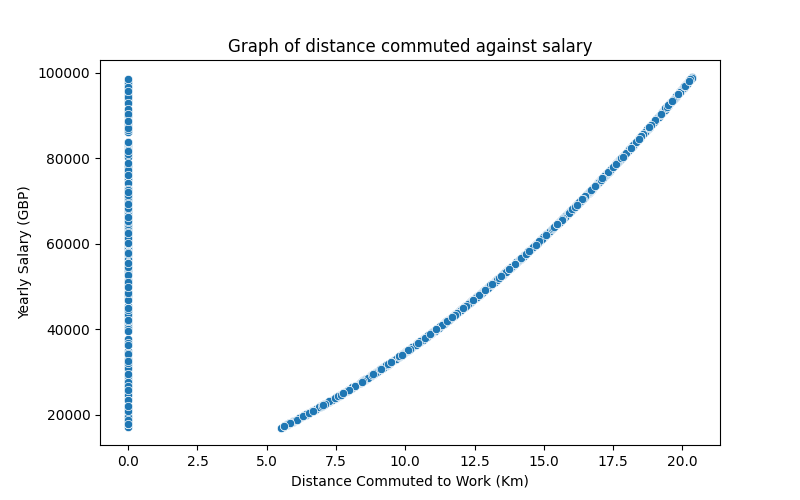 Graph of distance commuted against salary
100000
80000
60000
40000
20000
Yearly Salary (GBP)
0.0 2.5 5.0 7.5 10.0 12.5 15.0 17.5 20.0
Distance Commuted to Work (Km)